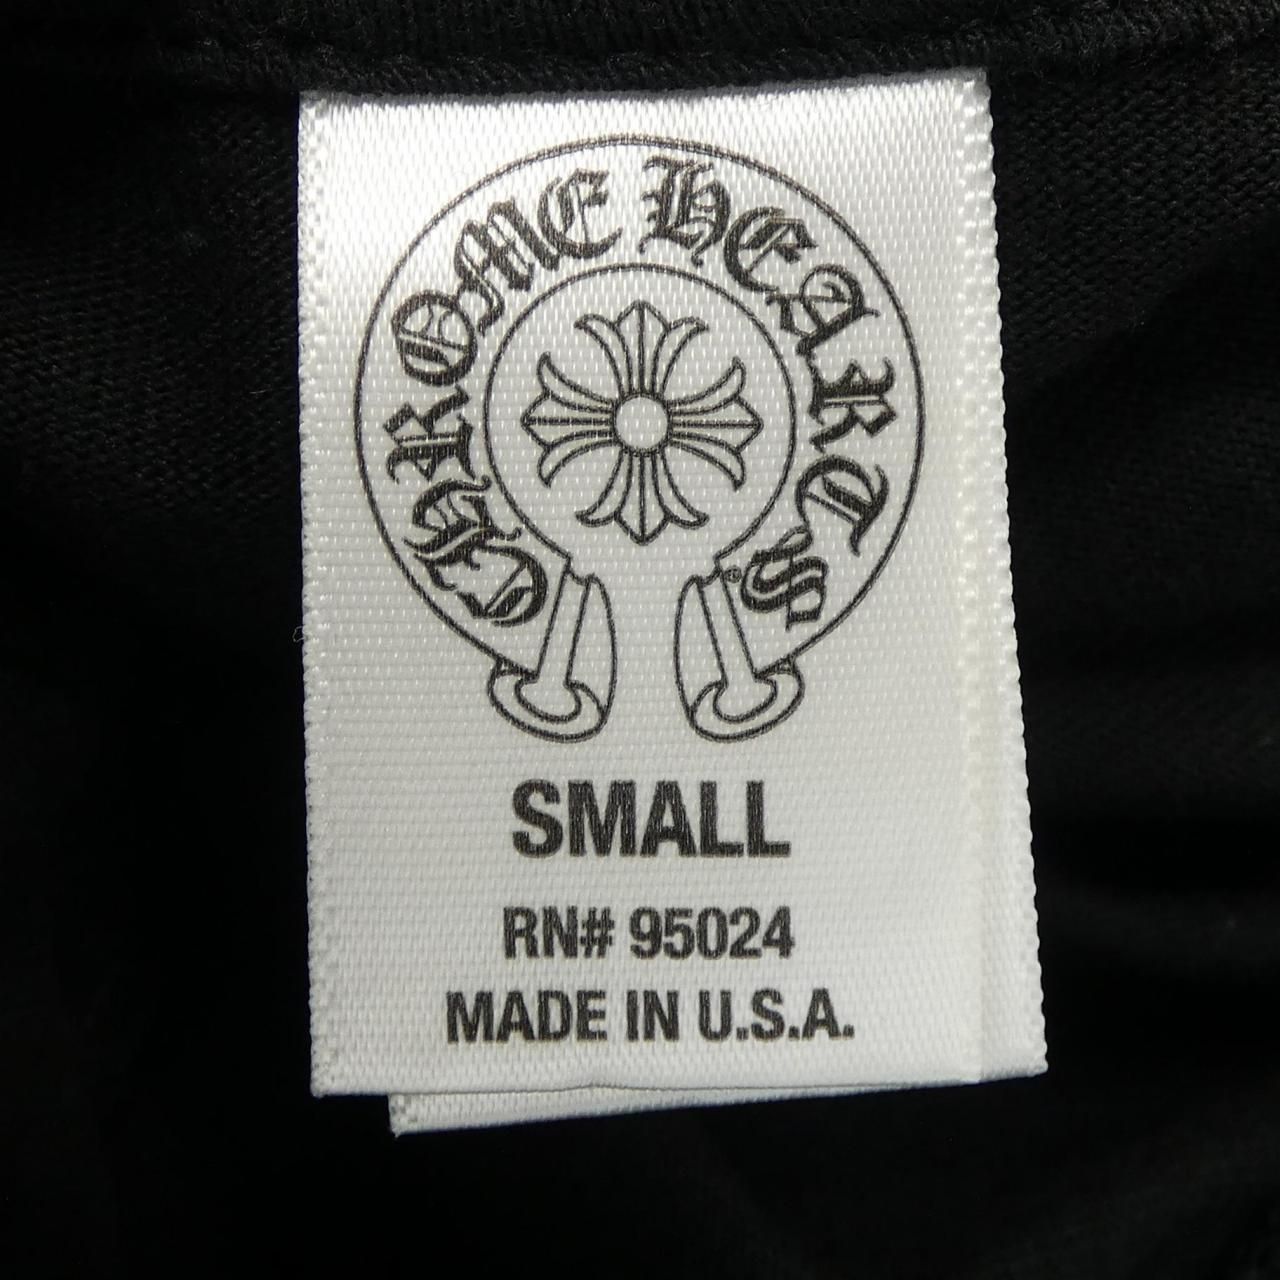 CHROME HEARTS
®
SMALL
RN# 95024
MADE IN U.S.A.